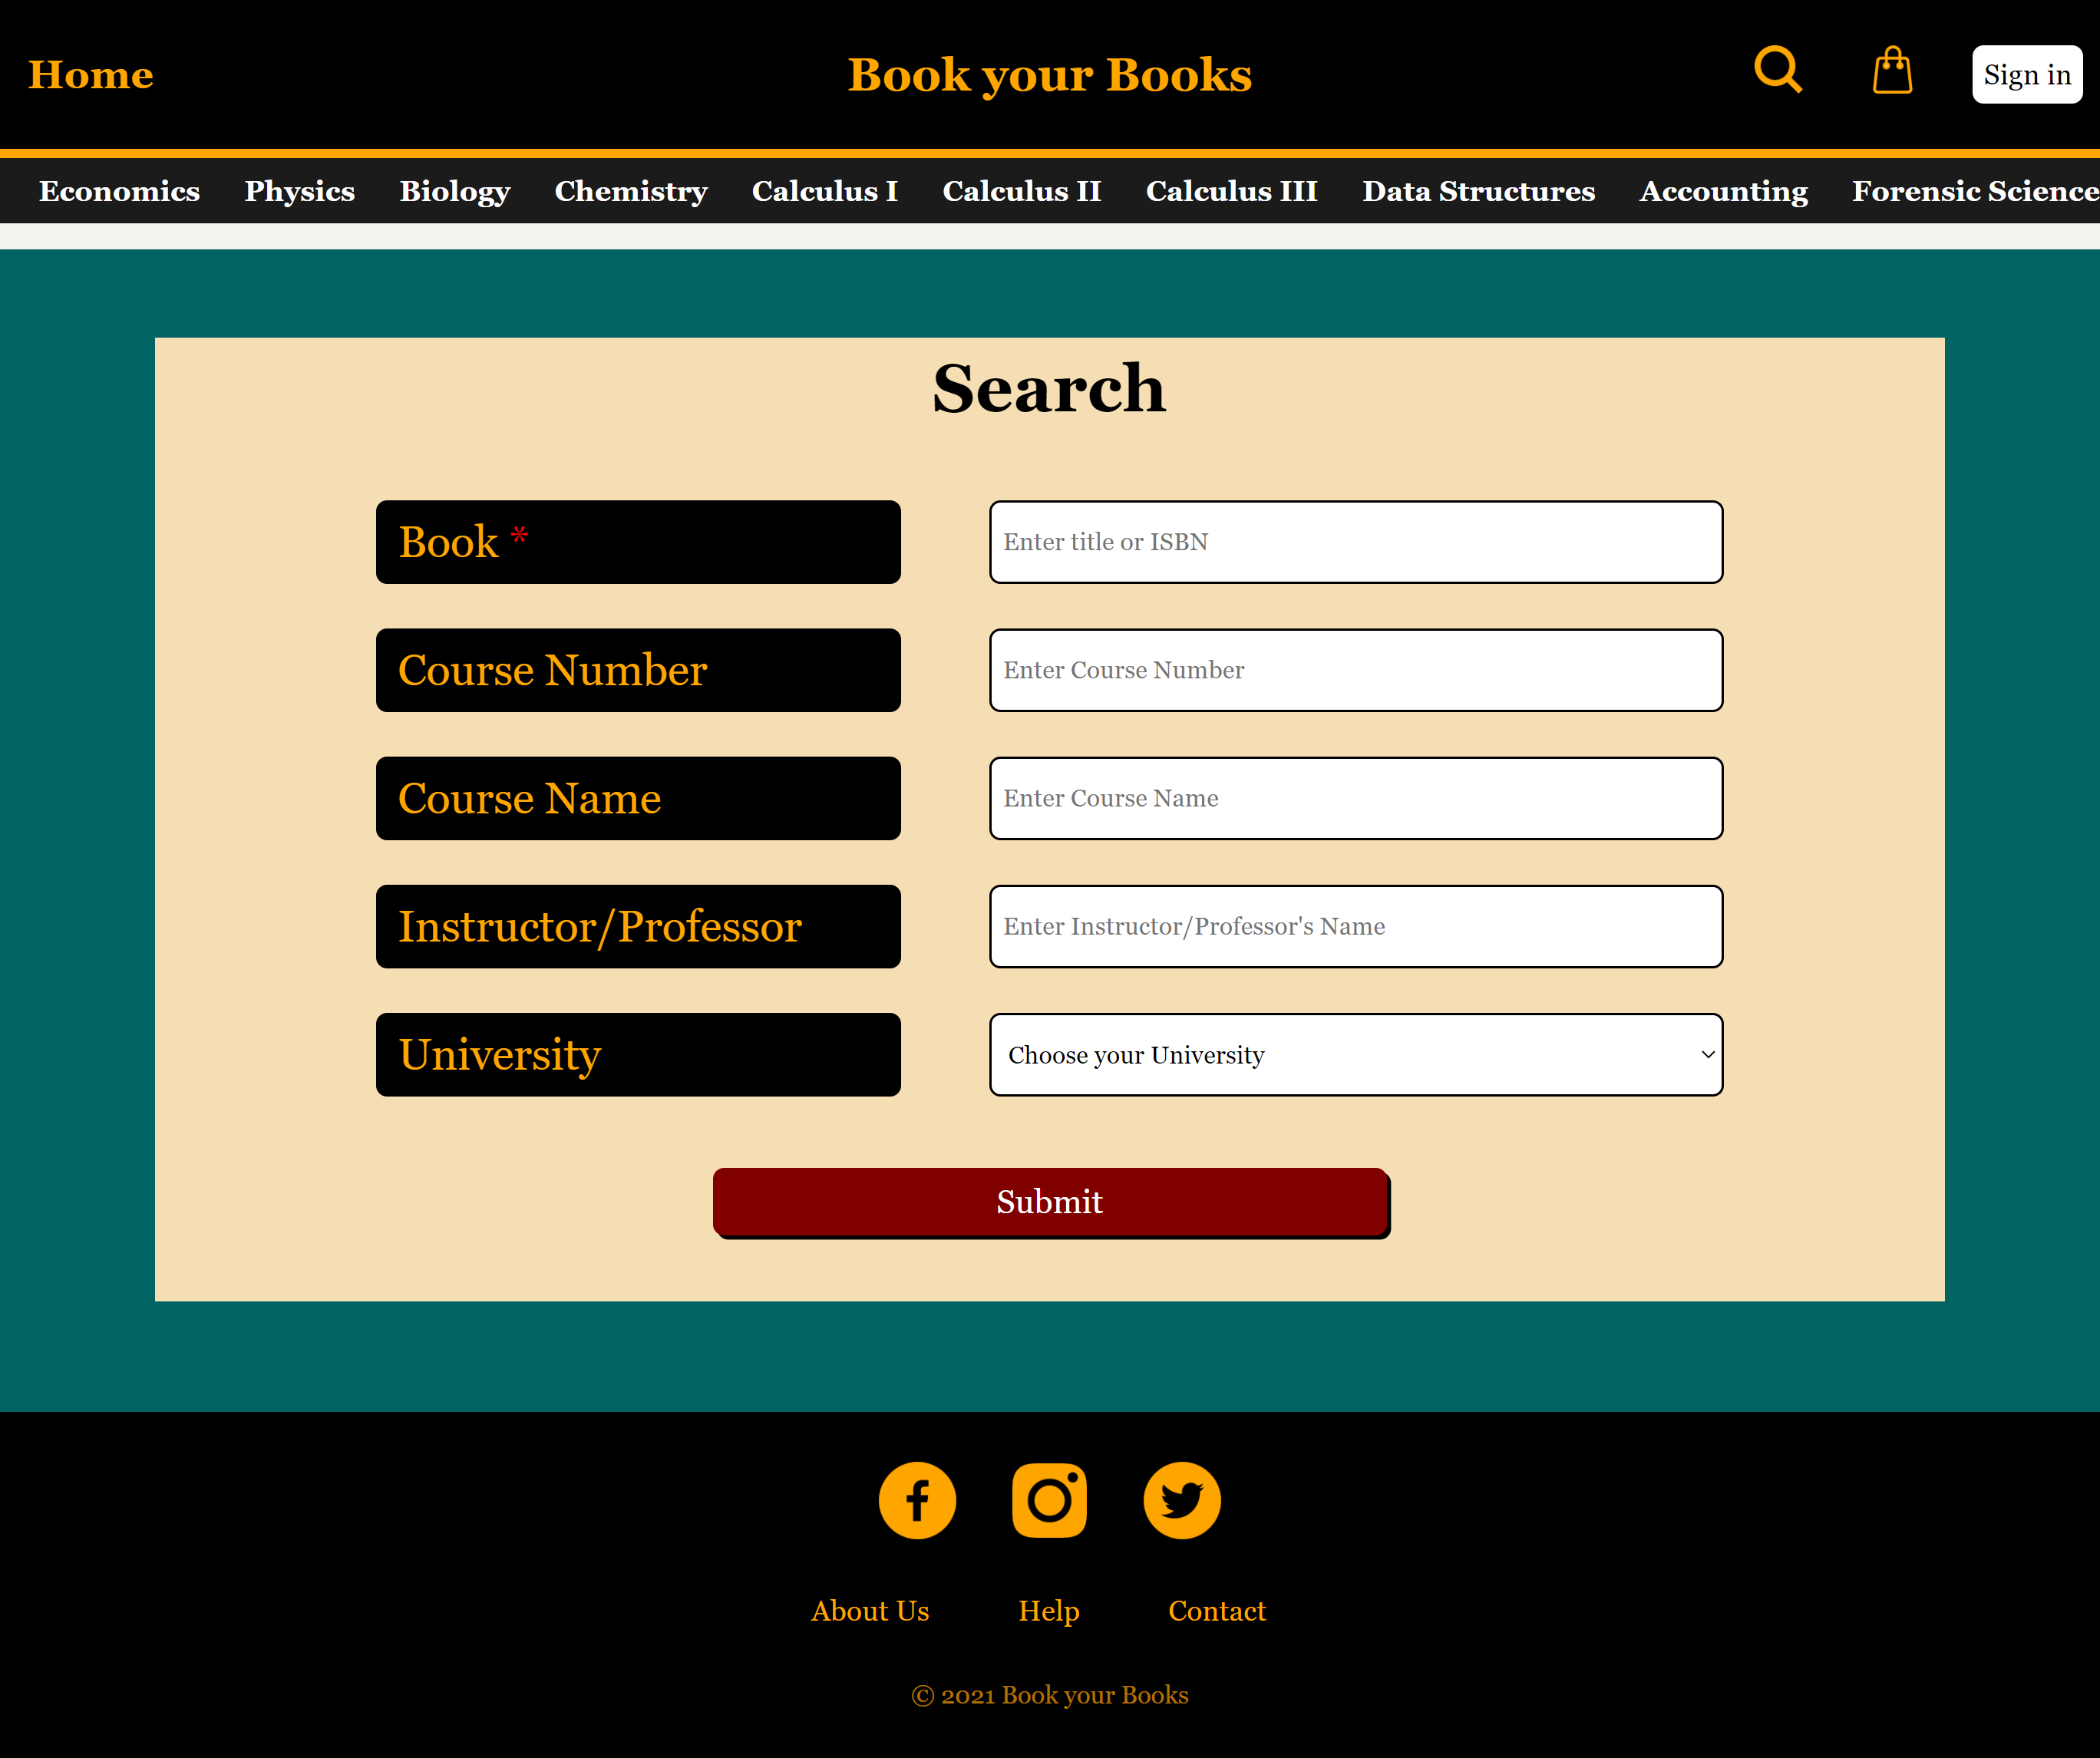 Home Book your Books Sign in
Economics Physics Biology Chemistry Calculus I Calculus II Calculus III Data Structures Accounting Forensic Science
Search
Book *
Enter title or ISBN
Course Number
Enter Course Number
Course Name
Enter Course Name
Instructor/Professor
Enter Instructor/Professor's Name
University
Choose your University
Submit
About Us Help Contact
© 2021 Book your Books